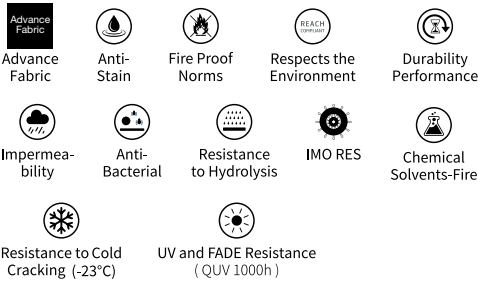 Advance
Fabric
REACH
COMPLIANT
Advance
Fabric
Anti-
Stain
Fire Proof
Norms
Respects the
Environment
Durability
Performance
Impermea-
bility
Anti-
Bacterial
Resistance
to Hydrolysis
IMO RES
Chemical
Solvents-Fire
Resistance to Cold
Cracking (-23°C)
UV and FADE Resistance
( QUV 1000h )